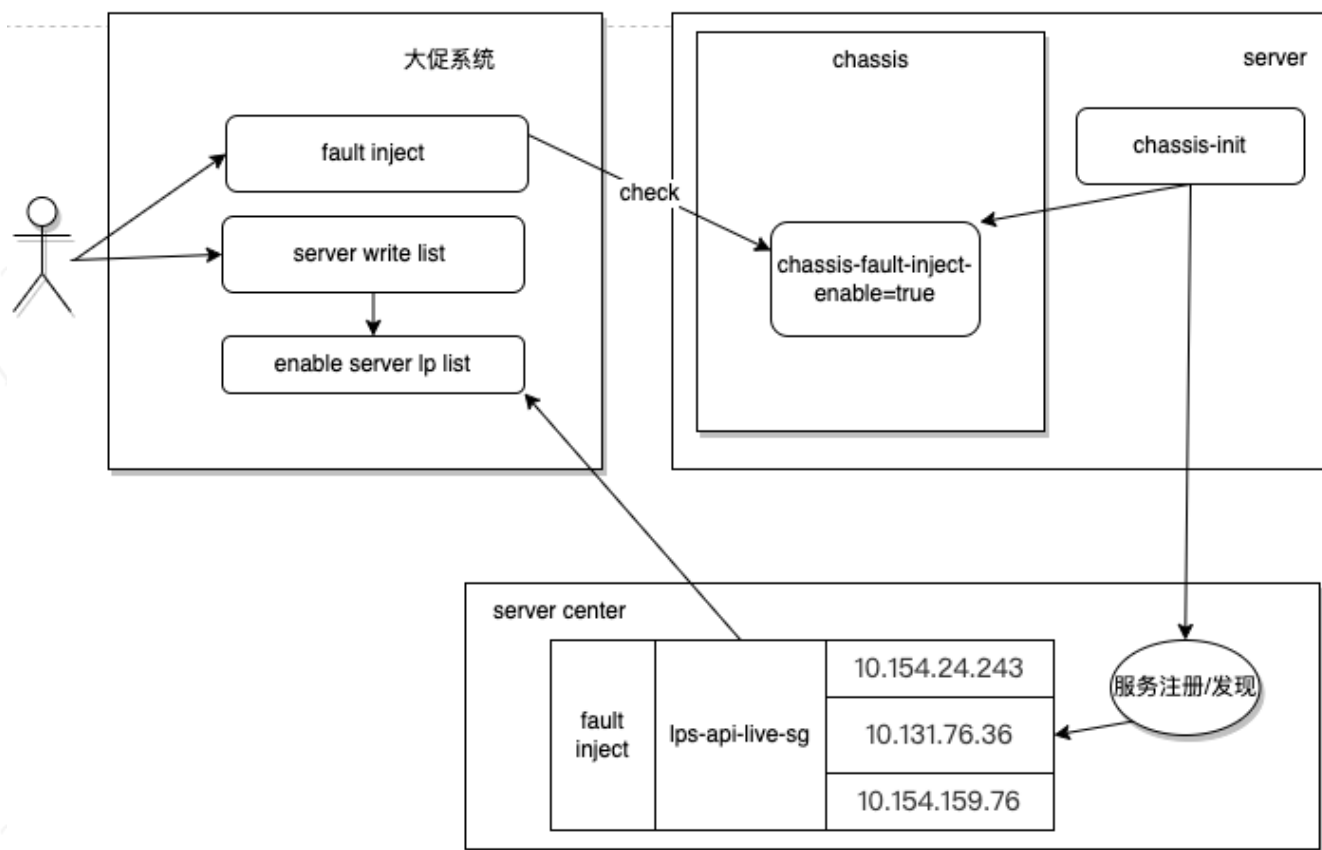 大促系统
fault inject
server write list
enable server lp list
check
chassis
server
chassis-init
chassis-fault-inject-
enable=true
server center
fault
inject
lps-api-live-sg
10.154.24.243
10.131.76.36
10.154.159.76
服务注册/发现